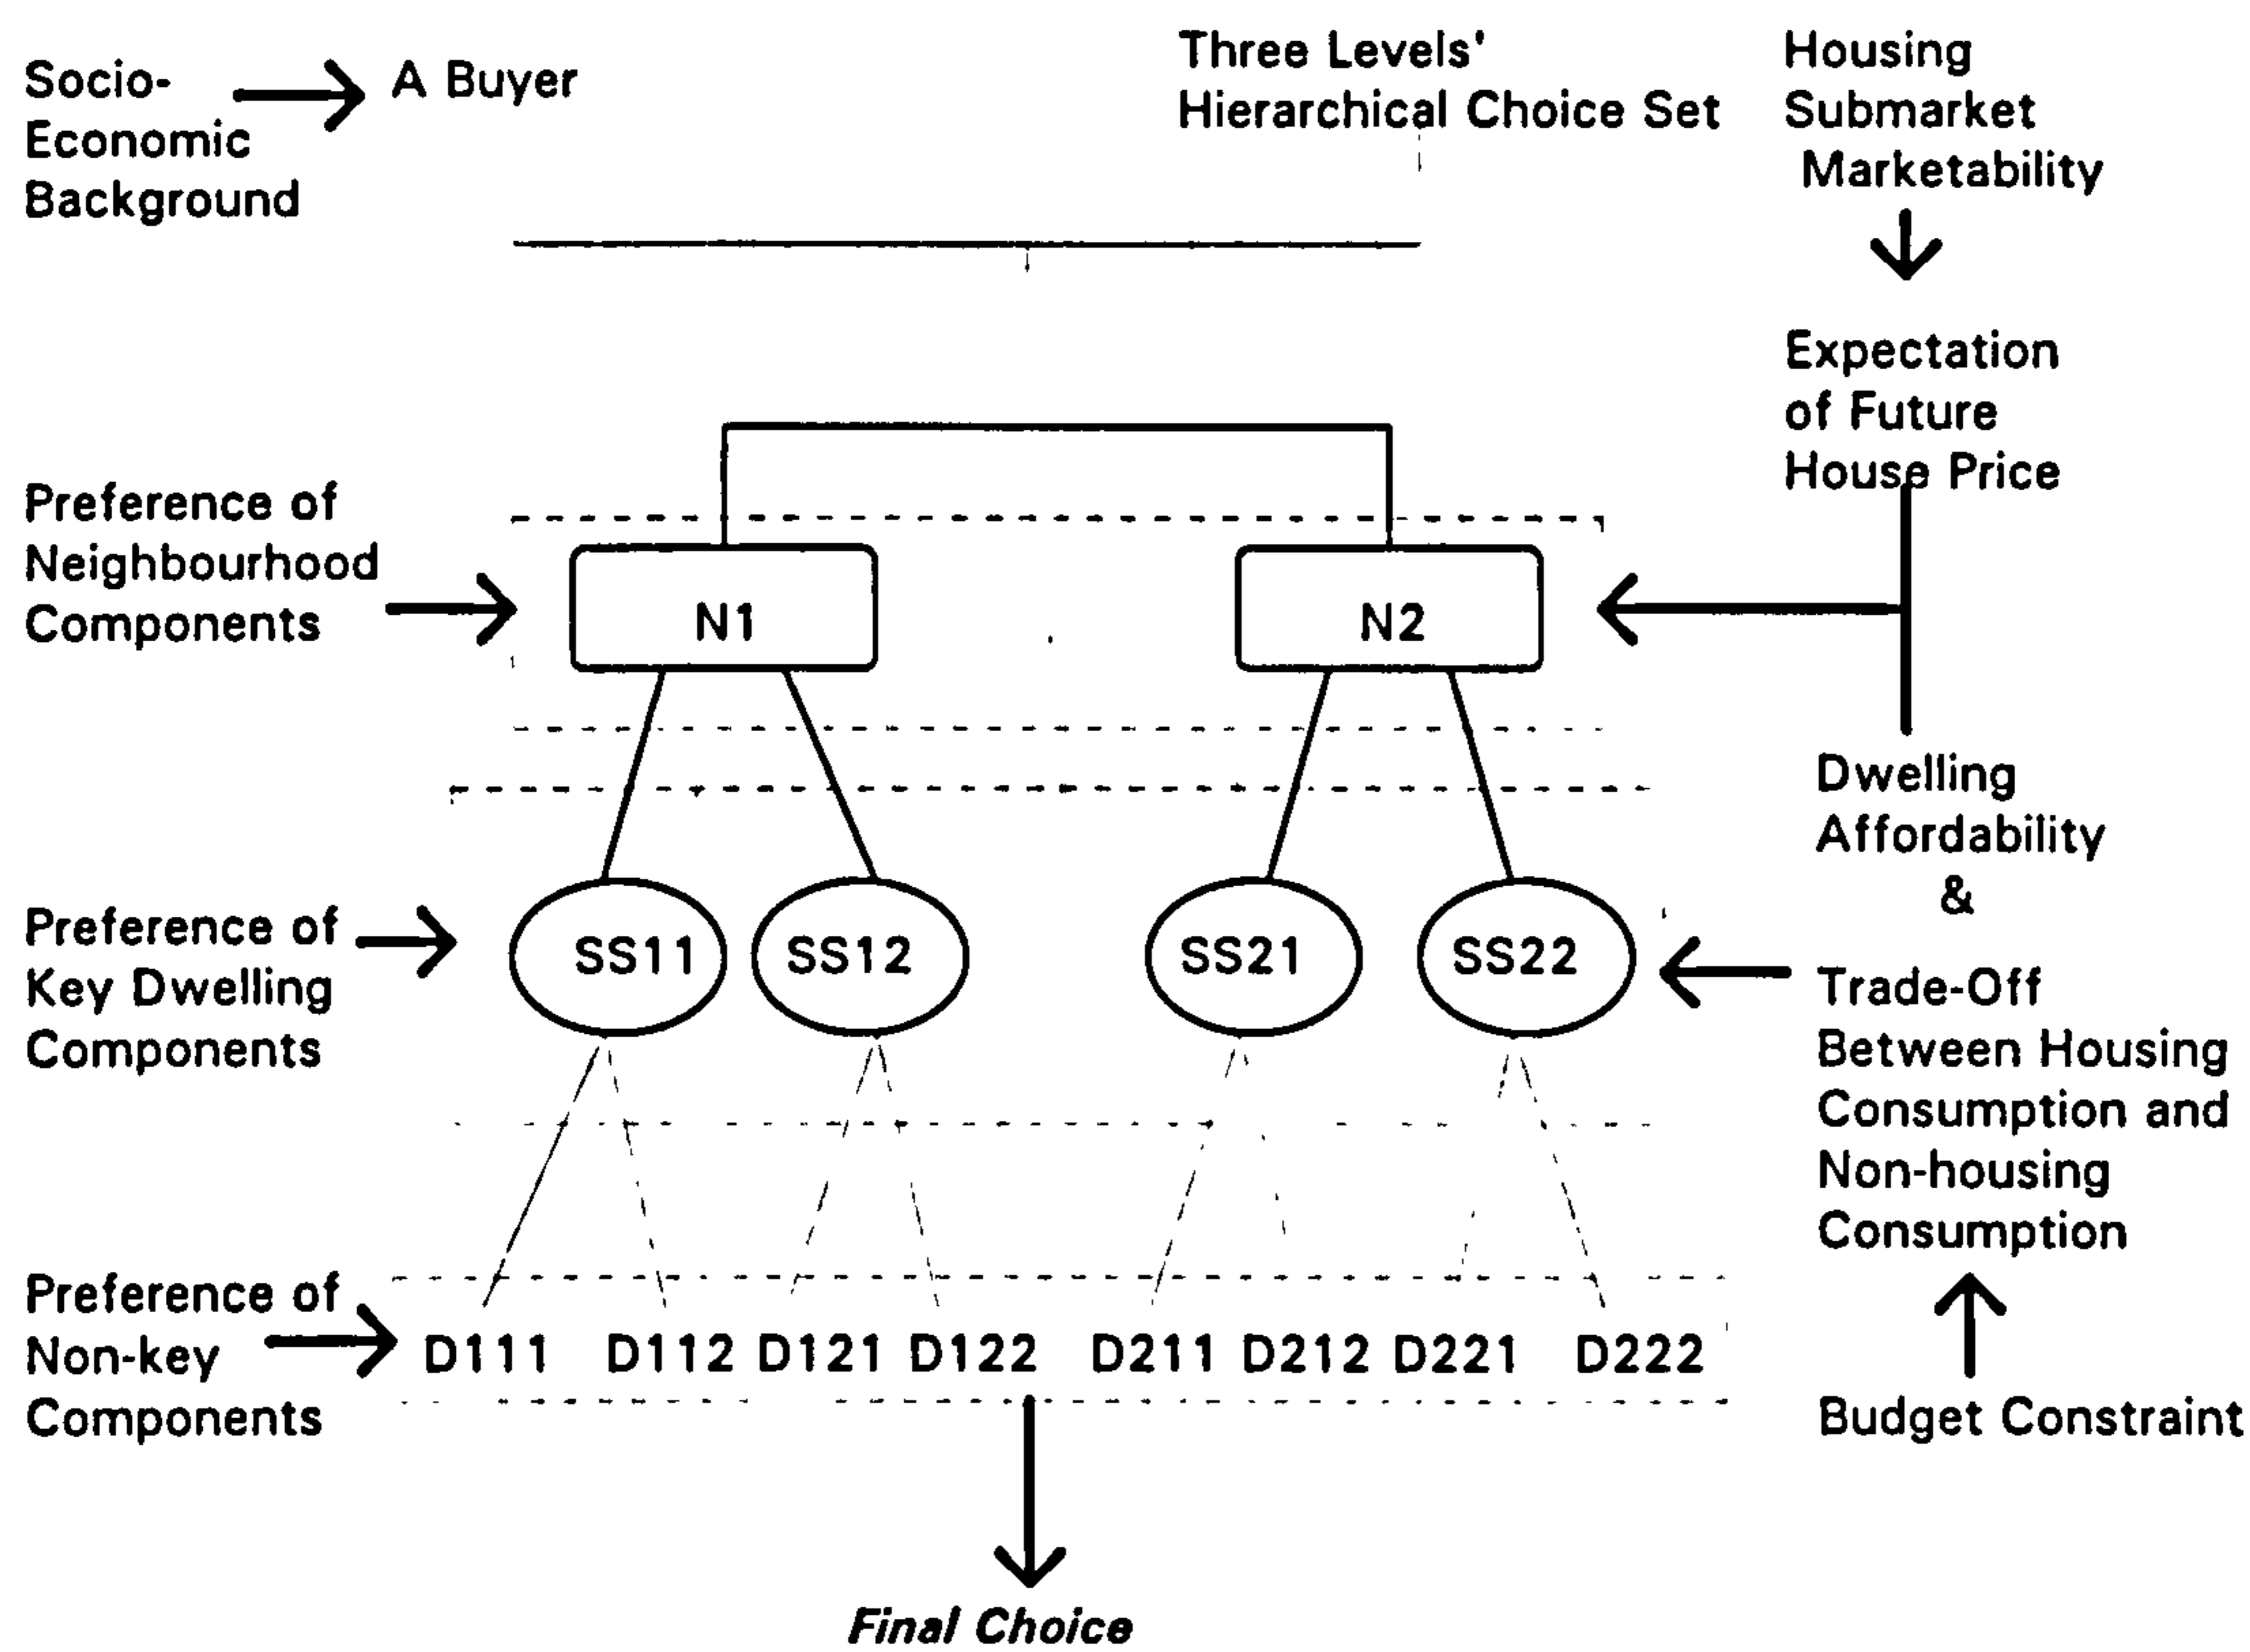 Socio-
Economic
Background
A Buyer
Three Levels'
Hierarchical Choice Set
Housing
Submarket
Marketability
Expectation
of Future
House Price
Preference of
Neighbourhood
Components
N1
N2
Dwelling
Affordability
&
Trade-Off
Between Housing
Consumption and
Non-housing
Consumption
Preference of
Key Dwelling
Components
SS11
SS12
SS21
SS22
Preference of
Non-key
Components
D111
D112
D121
D122
D211
D212
D221
D222
Budget Constraint
Final Choice